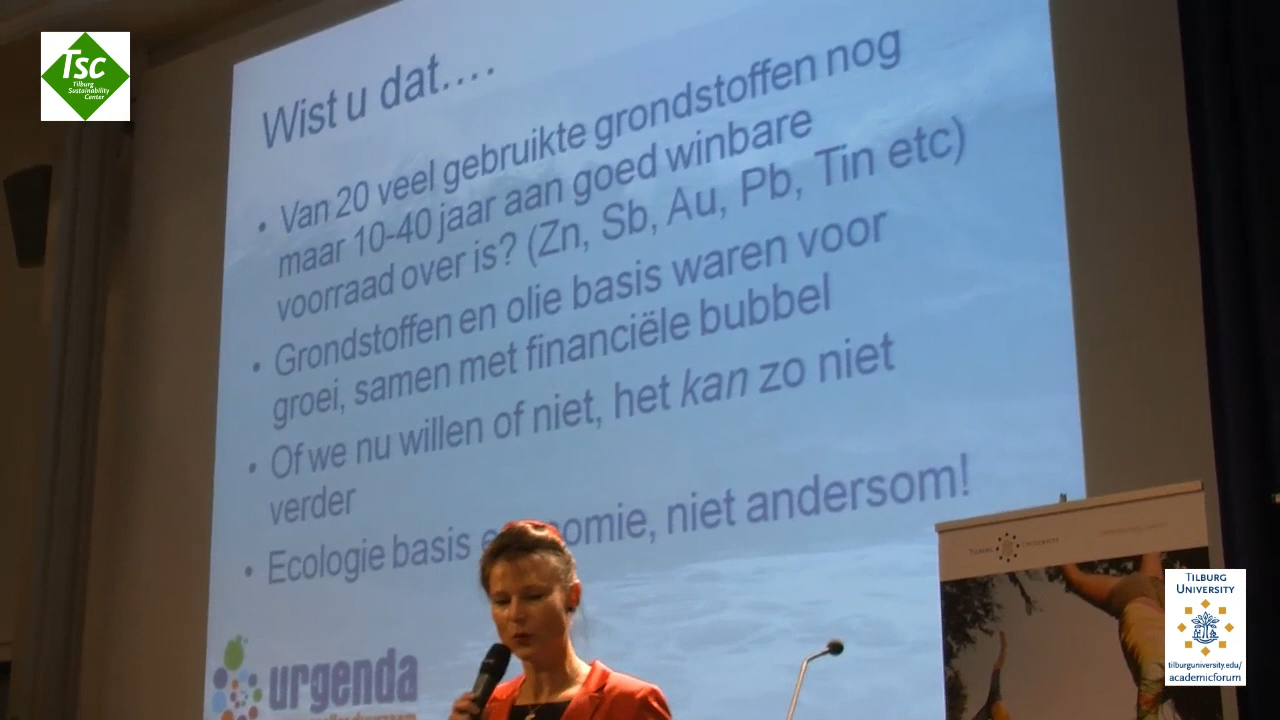 Tsc
Tilburg
Sustainability
Center
Wist u dat....
• Van 20 veel gebruikte grondstoffen nog
maar 10-40 jaar aan goed winbare
voorraad over is? (Zn, Sb, Au, Pb, Tin etc)
• Grondstoffen en olie basis waren voor
groei, samen met financiële bubbel
• Of we nu willen of niet, het kan zo niet
verder
• Ecologie basis omie, niet andersom!
urgenda
TILBURG UNIVERSITY
TILBURG
UNIVERSITY
tilburguniversity.edu/
academicforum